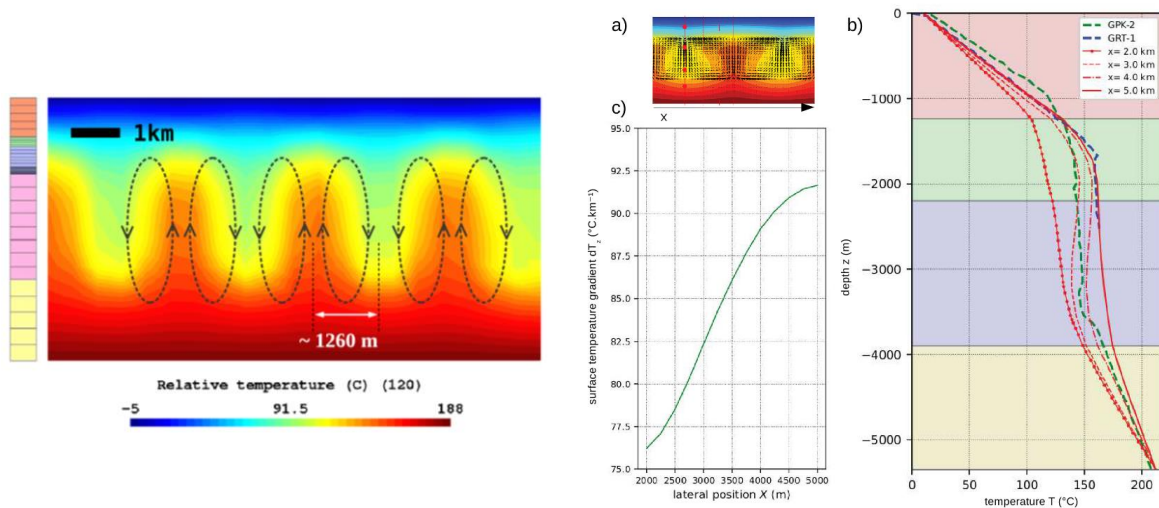 1km
~ 1260 m
Relative temperature (C) (120)
−5 91.5 188
a)
x
c)
surface temperature gradient dT_z (°C.km⁻¹)
95.0
92.5
90.0
87.5
85.0
82.5
80.0
77.5
75.0
2000 2500 3000 3500 4000 4500 5000
lateral position X (m)
b)
GPK-2
GRT-1
x= 2.0 km
x= 3.0 km
x= 4.0 km
x= 5.0 km
depth z (m)
0
−1000
−2000
−3000
−4000
−5000
0 50 100 150 200
temperature T (°C)